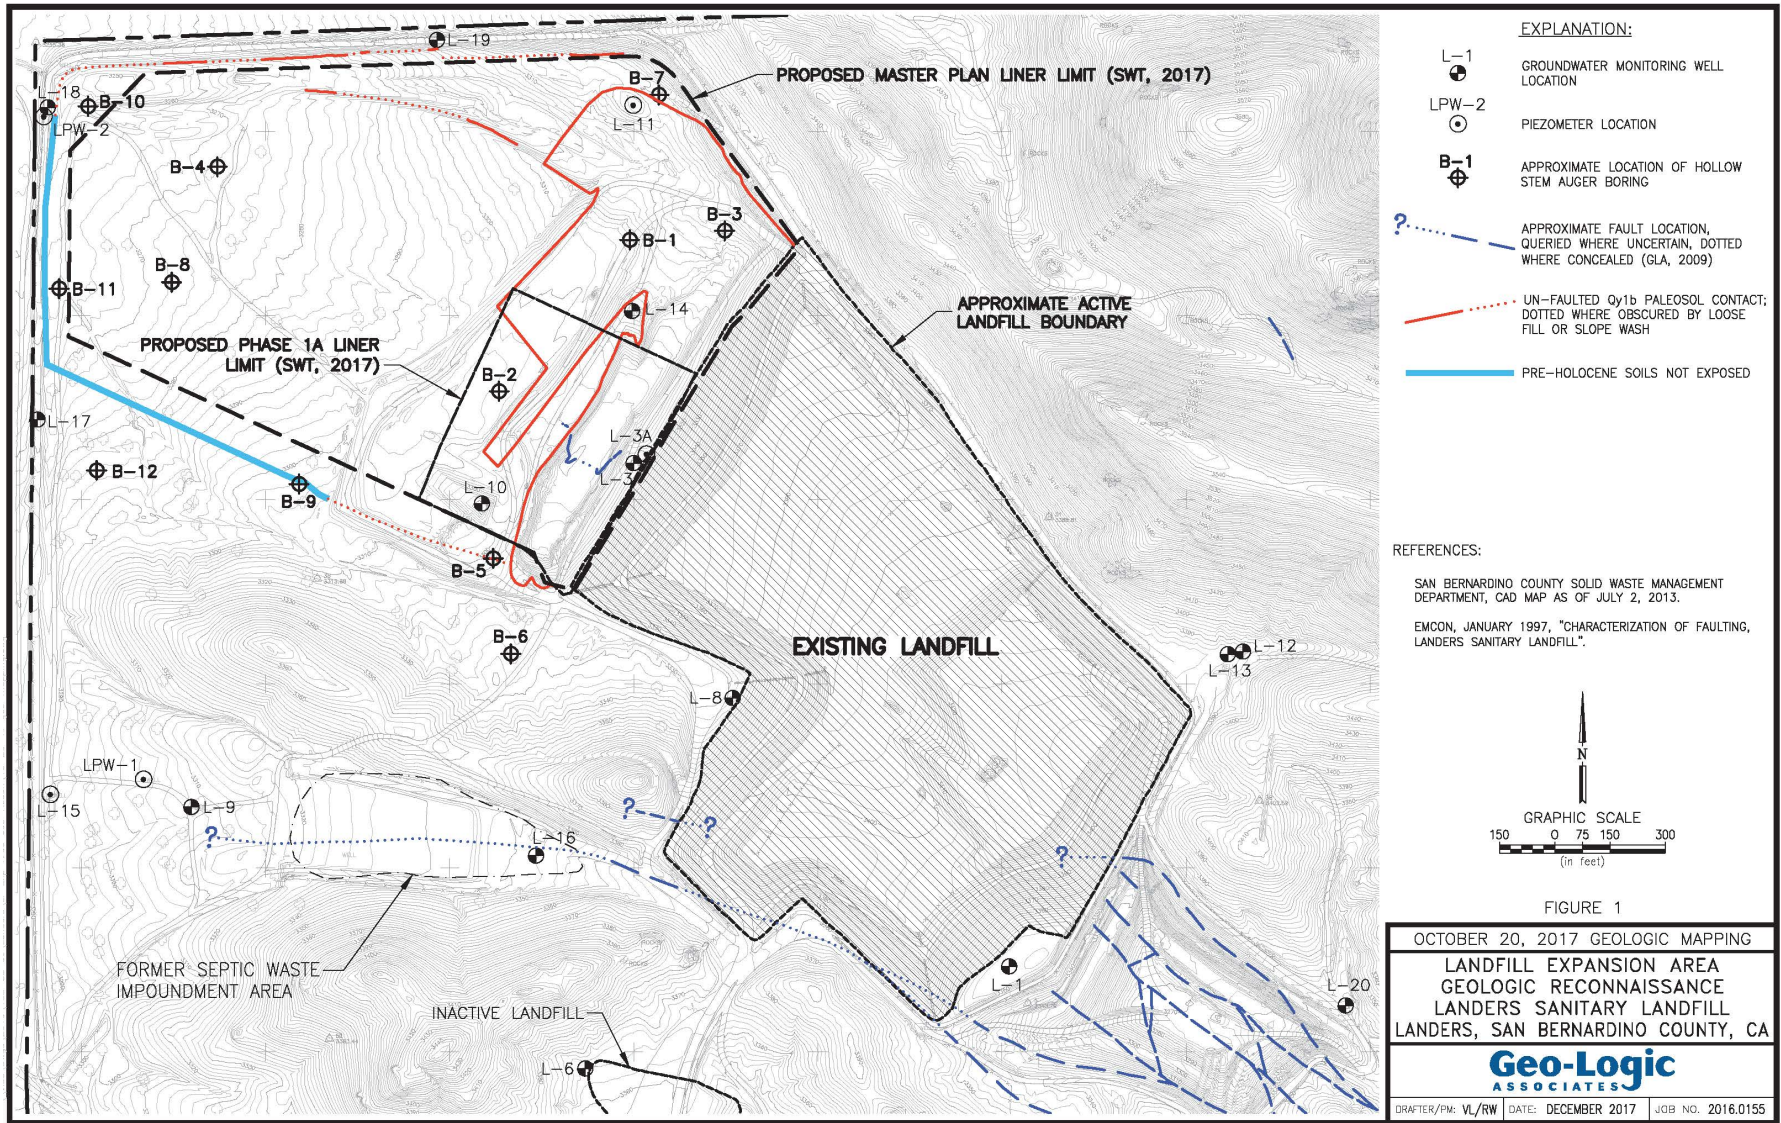 L-19
PROPOSED MASTER PLAN LINER LIMIT (SWT, 2017)
B-7
L-11
L-18
B-10
LPW-2
B-4
B-3
B-1
B-8
B-11
L-14
APPROXIMATE ACTIVE
LANDFILL BOUNDARY
PROPOSED PHASE 1A LINER
LIMIT (SWT, 2017)
B-2
L-17
L-3A
L-3
B-12
B-9
L-10
B-5
B-6
EXISTING LANDFILL
L-8
L-12
L-13
LPW-1
L-15
L-9
?
?
?
L-16
?
WELL
FORMER SEPTIC WASTE
IMPOUNDMENT AREA
INACTIVE LANDFILL
L-1
L-20
L-6
EXPLANATION:
L-1
GROUNDWATER MONITORING WELL
LOCATION
LPW-2
PIEZOMETER LOCATION
B-1
APPROXIMATE LOCATION OF HOLLOW
STEM AUGER BORING
?
APPROXIMATE FAULT LOCATION,
QUERIED WHERE UNCERTAIN, DOTTED
WHERE CONCEALED (GLA, 2009)
UN-FAULTED Qy1b PALEOSOL CONTACT;
DOTTED WHERE OBSCURED BY LOOSE
FILL OR SLOPE WASH
PRE-HOLOCENE SOILS NOT EXPOSED
REFERENCES:
SAN BERNARDINO COUNTY SOLID WASTE MANAGEMENT
DEPARTMENT, CAD MAP AS OF JULY 2, 2013.
EMCON, JANUARY 1997, "CHARACTERIZATION OF FAULTING,
LANDERS SANITARY LANDFILL".
N
GRAPHIC SCALE
150 0 75 150 300
(in feet)
FIGURE 1
OCTOBER 20, 2017 GEOLOGIC MAPPING
LANDFILL EXPANSION AREA
GEOLOGIC RECONNAISSANCE
LANDERS SANITARY LANDFILL
LANDERS, SAN BERNARDINO COUNTY, CA
Geo-Logic
ASSOCIATES
DRAFTER/PM: VL/RW DATE: DECEMBER 2017 JOB NO. 2016.0155